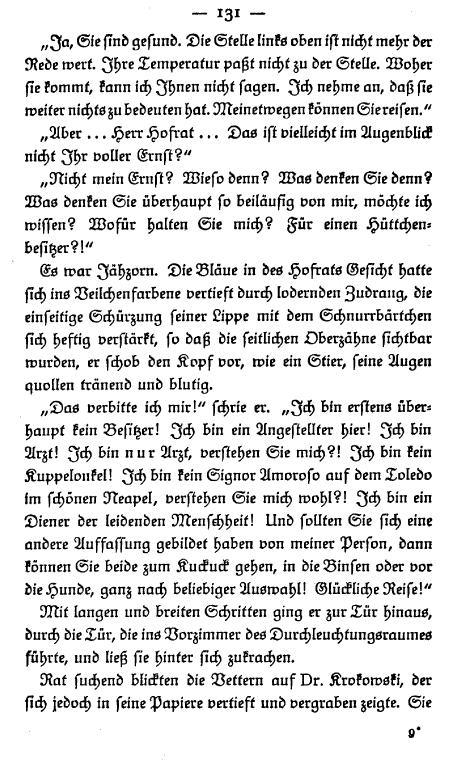 — 131 —
„Ja, Sie sind gesund. Die Stelle links oben ist nicht mehr der
Rede wert. Ihre Temperatur paßt nicht zu der Stelle. Woher
sie kommt, kann ich Ihnen nicht sagen. Ich nehme an, daß sie
weiter nichts zu bedeuten hat. Meinetwegen können Sie reisen.“
„Aber ... Herr Hofrat ... Das ist vielleicht im Augenblick
nicht Ihr voller Ernst?“
„Nicht mein Ernst? Wieso denn? Was denken Sie denn?
Was denken Sie überhaupt so beiläufig von mir, möchte ich
wissen? Wofür halten Sie mich? Für einen Hüttchen-
besitzer?!“
Es war Jähzorn. Die Bläue in des Hofrats Gesicht hatte
sich ins Veilchenfarbene vertieft durch lodernden Zudrang, die
einseitige Schürzung seiner Lippe mit dem Schnurrbärtchen
sich heftig verstärkt, so daß die seitlichen Oberzähne sichtbar
wurden, er schob den Kopf vor, wie ein Stier, seine Augen
quollen tränend und blutig.
„Das verbitte ich mir!“ schrie er. „Ich bin erstens über-
haupt kein Besitzer! Ich bin ein Angestellter hier! Ich bin
Arzt! Ich bin nur Arzt, verstehen Sie mich?! Ich bin kein
Kuppelonkel! Ich bin kein Signor Amoroso auf dem Toledo
im schönen Neapel, verstehen Sie mich wohl?! Ich bin ein
Diener der leidenden Menschheit! Und sollten Sie sich eine
andere Auffassung gebildet haben von meiner Person, dann
können Sie beide zum Kuckuck gehen, in die Binsen oder vor
die Hunde, ganz nach beliebiger Auswahl! Glückliche Reise!“
Mit langen und breiten Schritten ging er zur Tür hinaus,
durch die Tür, die ins Vorzimmer des Durchleuchtungsraumes
führte, und ließ sie hinter sich zukrachen.
Rat suchend blickten die Vettern auf Dr. Krokowski, der
sich jedoch in seine Papiere vertieft und vergraben zeigte. Sie
9*